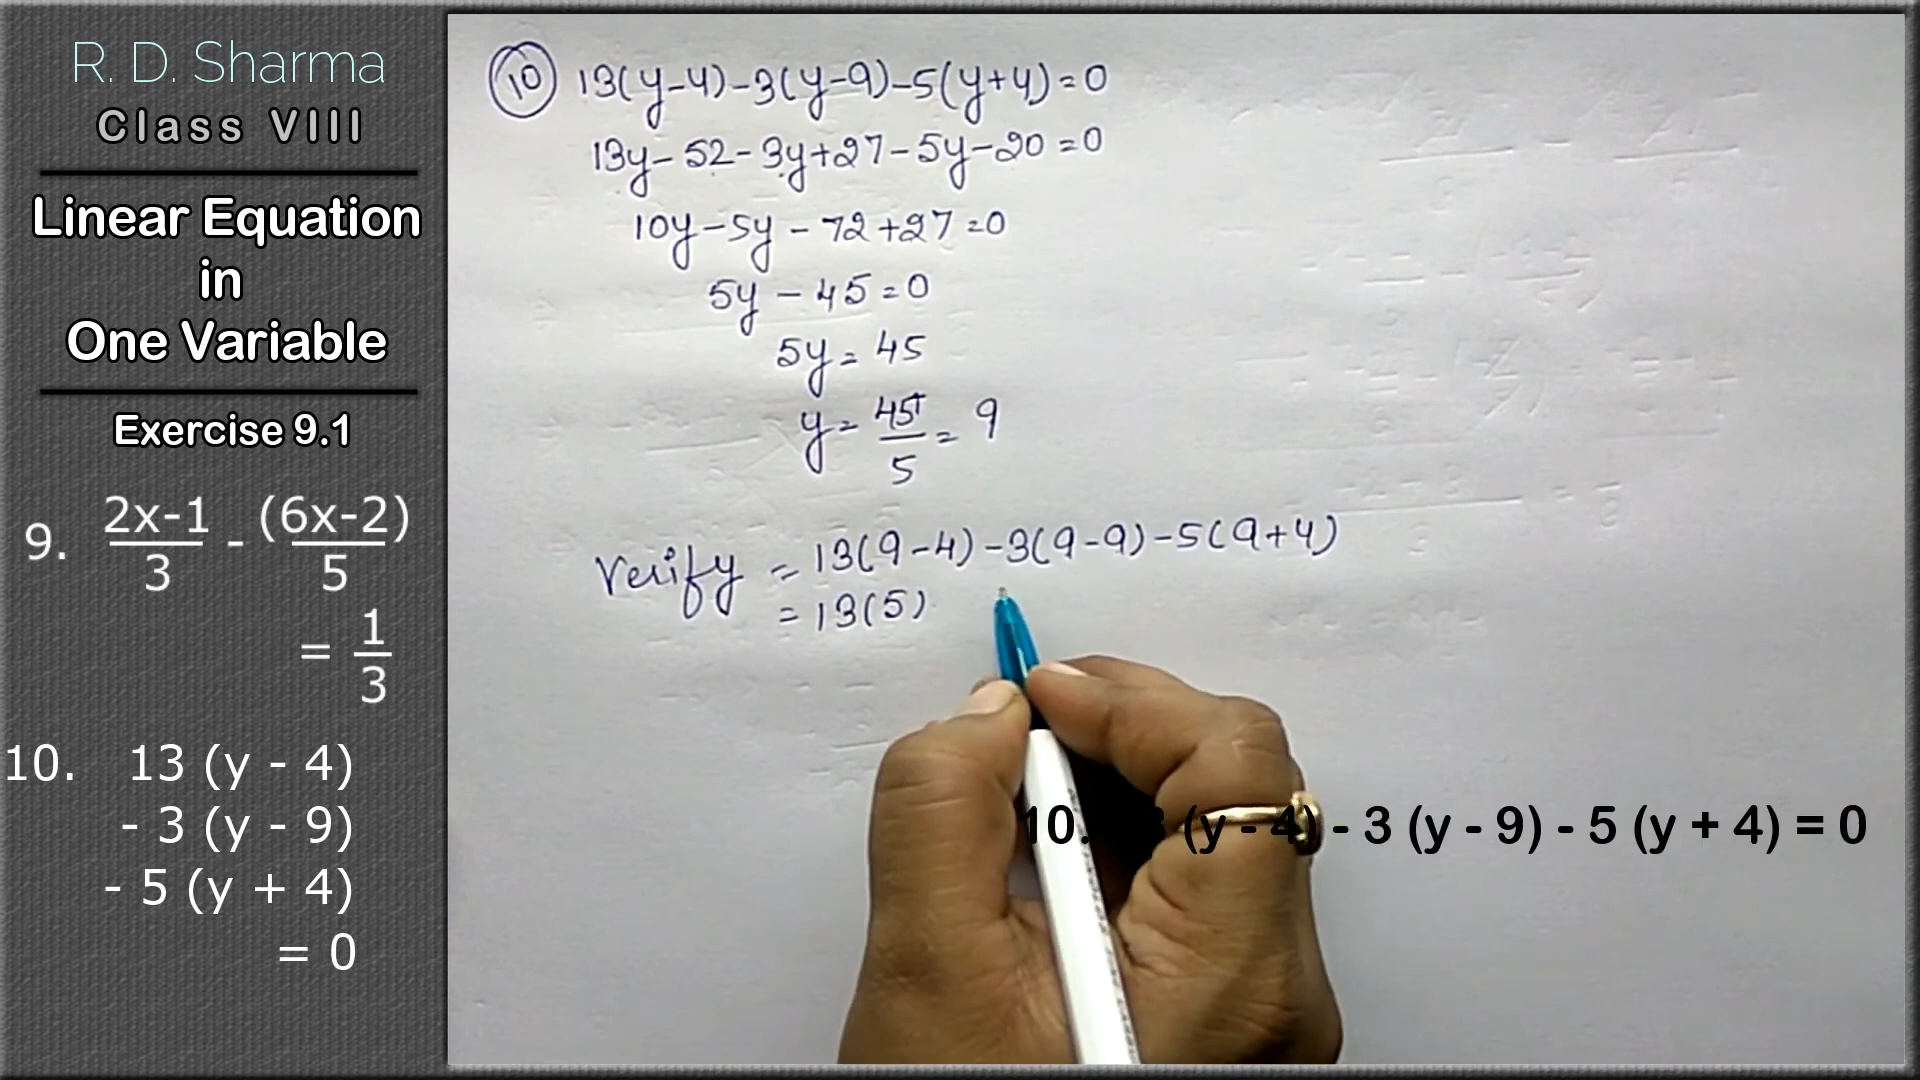 R. D. Sharma
Class VIII
Linear Equation
in
One Variable
Exercise 9.1
9. 2x-1/3 - (6x-2)/5
= 1/3
10. 13 (y - 4)
- 3 (y - 9)
- 5 (y + 4)
= 0
10 13(y-4)-3(y-9)-5(y+4)=0
13y-52-3y+27-5y-20=0
10y-5y-72+27=0
5y-45=0
5y=45
y=45/5=9
Verify = 13(9-4)-3(9-9)-5(9+4)
= 13(5)
10. (y - 4) - 3 (y - 9) - 5 (y + 4) = 0